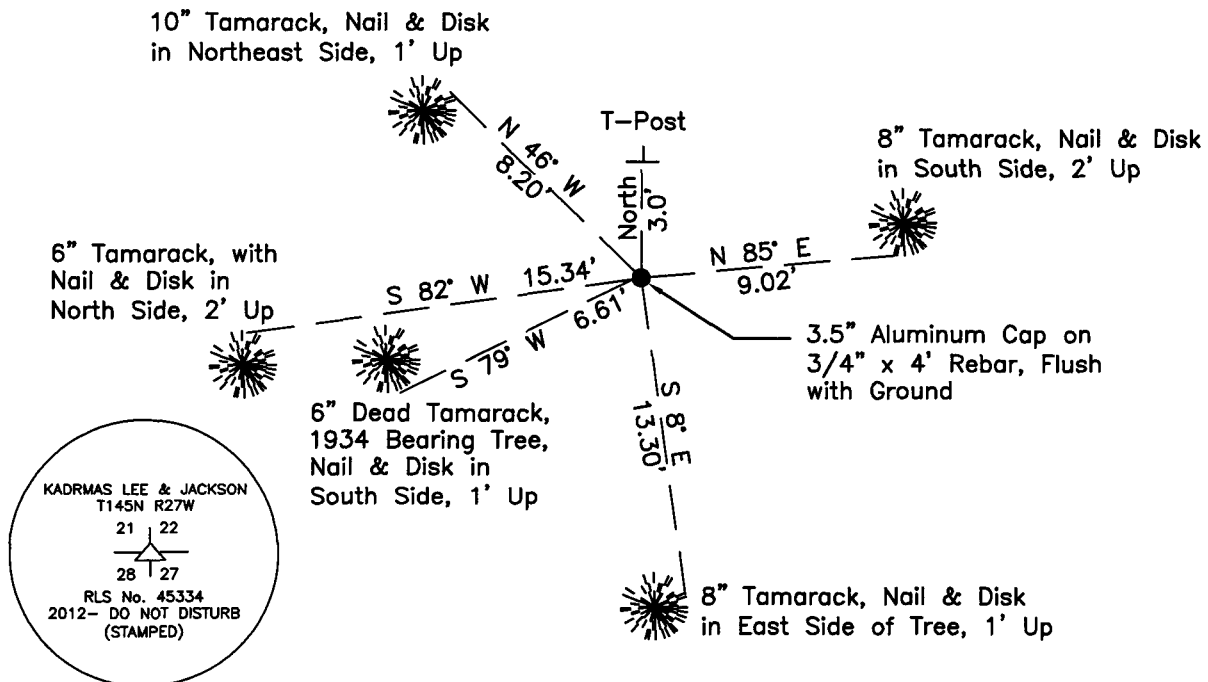 10" Tamarack, Nail & Disk
in Northeast Side, 1' Up
T-Post
8" Tamarack, Nail & Disk
in South Side, 2' Up
N 46° W
8.20'
North
3.0'
N 85° E
9.02'
6" Tamarack, with
Nail & Disk in
North Side, 2' Up
S 82° W 15.34'
S 79° W 6.61'
3.5" Aluminum Cap on
3/4" x 4' Rebar, Flush
with Ground
6" Dead Tamarack,
1934 Bearing Tree,
Nail & Disk in
South Side, 1' Up
S 8° E
13.30'
KADRMAS LEE & JACKSON
T145N R27W
21 22
28 27
RLS No. 45334
2012- DO NOT DISTURB
(STAMPED)
8" Tamarack, Nail & Disk
in East Side of Tree, 1' Up